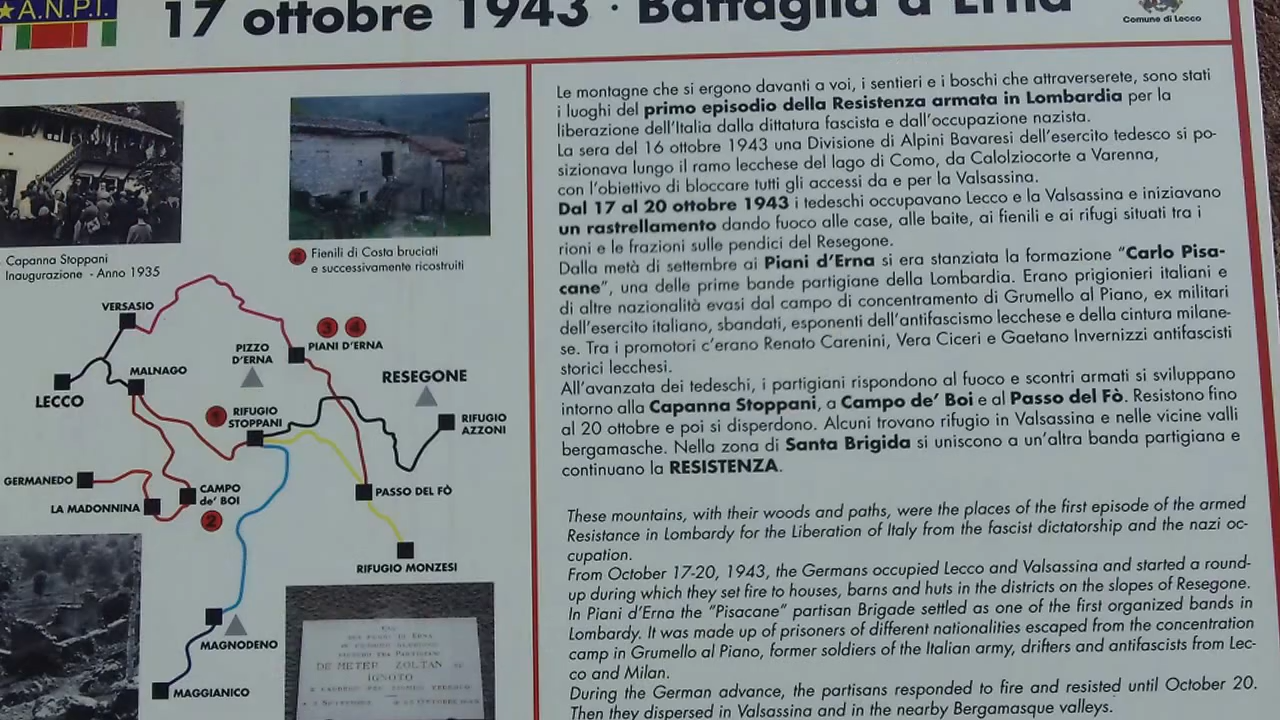 A.N.P.I.
17 ottobre 1943 · Battaglia d'Erna
Comune di Lecco
Capanna Stoppani
Inaugurazione - Anno 1935
2 Fienili di Costa bruciati
e successivamente ricostruiti
VERSASIO
3 4
PIANI D'ERNA
PIZZO
D'ERNA
MALNAGO
RESEGONE
LECCO
1 RIFUGIO
STOPPANI
RIFUGIO
AZZONI
GERMANEDO
CAMPO
de' BOI
2
LA MADONNINA
PASSO DEL FÒ
RIFUGIO MONZESI
MAGNODENO
MAGGIANICO
DE METER ZOLTAN
IGNOTO
Le montagne che si ergono davanti a voi, i sentieri e i boschi che attraverserete, sono stati
i luoghi del primo episodio della Resistenza armata in Lombardia per la
liberazione dell'Italia dalla dittatura fascista e dall'occupazione nazista.
La sera del 16 ottobre 1943 una Divisione di Alpini Bavaresi dell'esercito tedesco si po-
sizionava lungo il ramo lecchese del lago di Como, da Calolziocorte a Varenna,
con l'obiettivo di bloccare tutti gli accessi da e per la Valsassina.
Dal 17 al 20 ottobre 1943 i tedeschi occupavano Lecco e la Valsassina e iniziavano
un rastrellamento dando fuoco alle case, alle baite, ai fienili e ai rifugi situati tra i
rioni e le frazioni sulle pendici del Resegone.
Dalla metà di settembre ai Piani d'Erna si era stanziata la formazione "Carlo Pisa-
cane", una delle prime bande partigiane della Lombardia. Erano prigionieri italiani e
di altre nazionalità evasi dal campo di concentramento di Grumello al Piano, ex militari
dell'esercito italiano, sbandati, esponenti dell'antifascismo lecchese e della cintura milane-
se. Tra i promotori c'erano Renato Carenini, Vera Ciceri e Gaetano Invernizzi antifascisti
storici lecchesi.
All'avanzata dei tedeschi, i partigiani rispondono al fuoco e scontri armati si sviluppano
intorno alla Capanna Stoppani, a Campo de' Boi e al Passo del Fò. Resistono fino
al 20 ottobre e poi si disperdono. Alcuni trovano rifugio in Valsassina e nelle vicine valli
bergamasche. Nella zona di Santa Brigida si uniscono a un'altra banda partigiana e
continuano la RESISTENZA.
These mountains, with their woods and paths, were the places of the first episode of the armed
Resistance in Lombardy for the Liberation of Italy from the fascist dictatorship and the nazi oc-
cupation.
From October 17-20, 1943, the Germans occupied Lecco and Valsassina and started a round-
up during which they set fire to houses, barns and huts in the districts on the slopes of Resegone.
In Piani d'Erna the "Pisacane" partisan Brigade settled as one of the first organized bands in
Lombardy. It was made up of prisoners of different nationalities escaped from the concentration
camp in Grumello al Piano, former soldiers of the Italian army, drifters and antifascists from Lec-
co and Milan.
During the German advance, the partisans responded to fire and resisted until October 20.
Then they dispersed in Valsassina and in the nearby Bergamasque valleys.